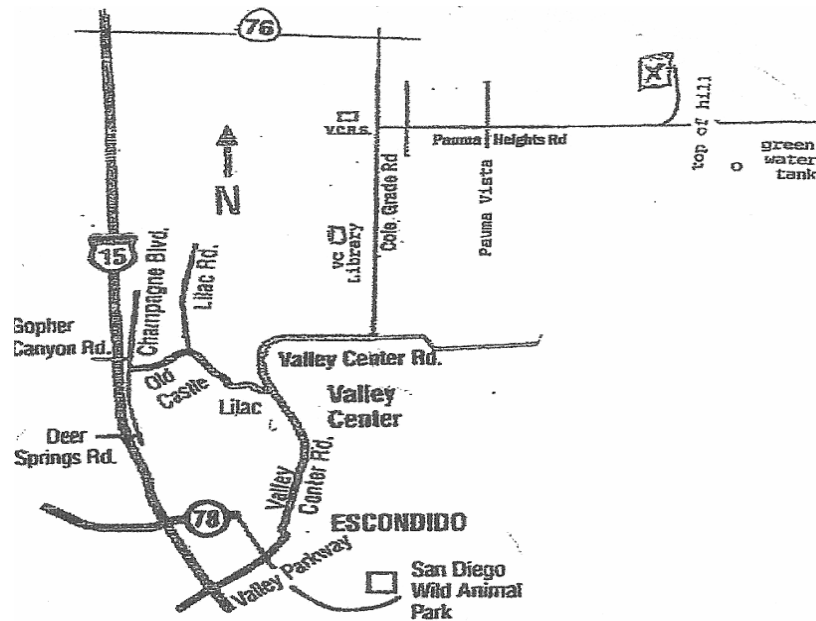 76
V.C.H.S.
Pauma Heights Rd
top of hill
green
water
tank
Cole Grade Rd
Pauma Vista
VC
Library
N
15
Champagne Blvd.
Lilac Rd.
Gopher
Canyon Rd.
Valley Center Rd.
Old
Castle
Lilac
Valley
Center
Deer
Springs Rd.
Valley
Center Rd.
78
ESCONDIDO
Valley Parkway
San Diego
Wild Animal
Park